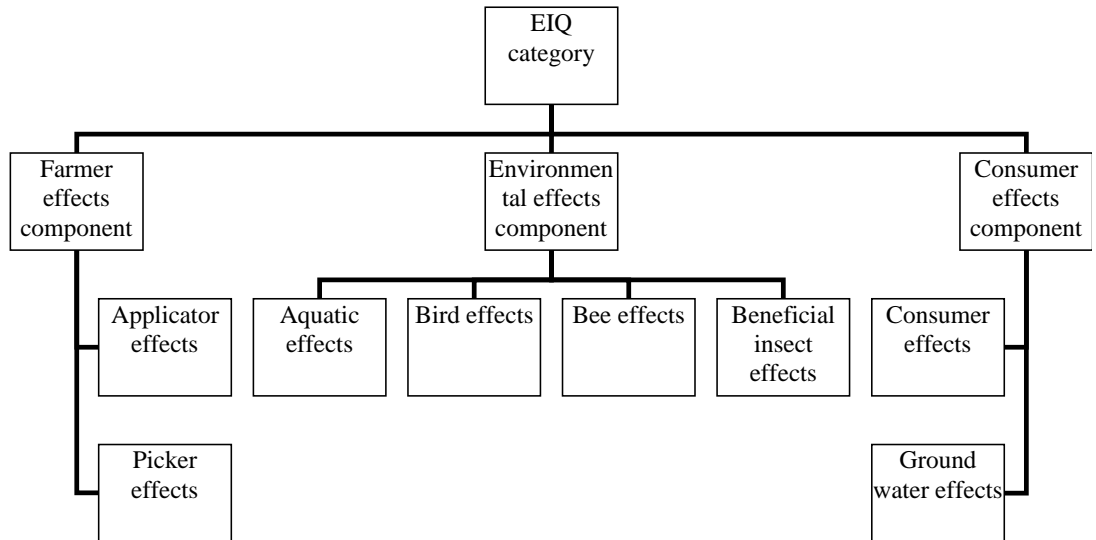 EIQ
category
Farmer
effects
component
Environmen
tal effects
component
Consumer
effects
component
Applicator
effects
Aquatic
effects
Bird effects
Bee effects
Beneficial
insect
effects
Consumer
effects
Picker
effects
Ground
water effects